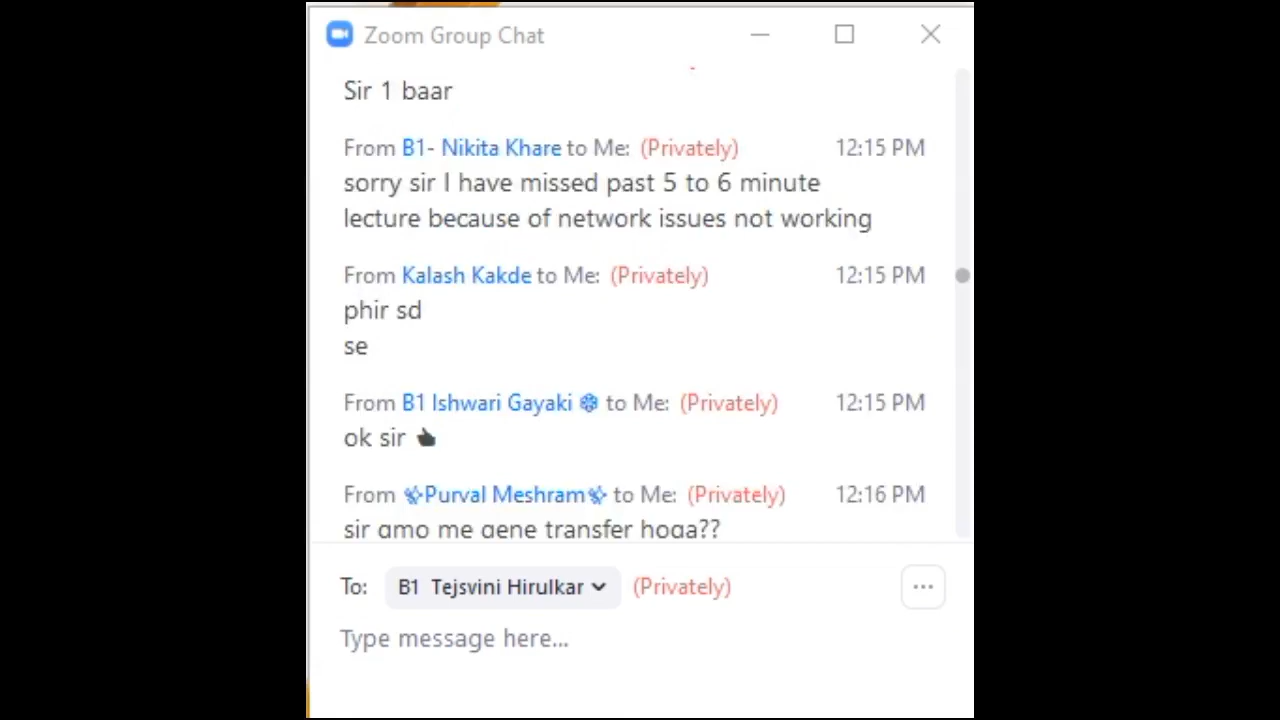 Zoom Group Chat
Sir 1 baar
From B1- Nikita Khare to Me: (Privately) 12:15 PM
sorry sir I have missed past 5 to 6 minute
lecture because of network issues not working
From Kalash Kakde to Me: (Privately) 12:15 PM
phir sd
se
From B1 Ishwari Gayaki to Me: (Privately) 12:15 PM
ok sir
From Purval Meshram to Me: (Privately) 12:16 PM
sir gmo me gene transfer hoga??
To: B1 Tejsvini Hirulkar (Privately)
Type message here...